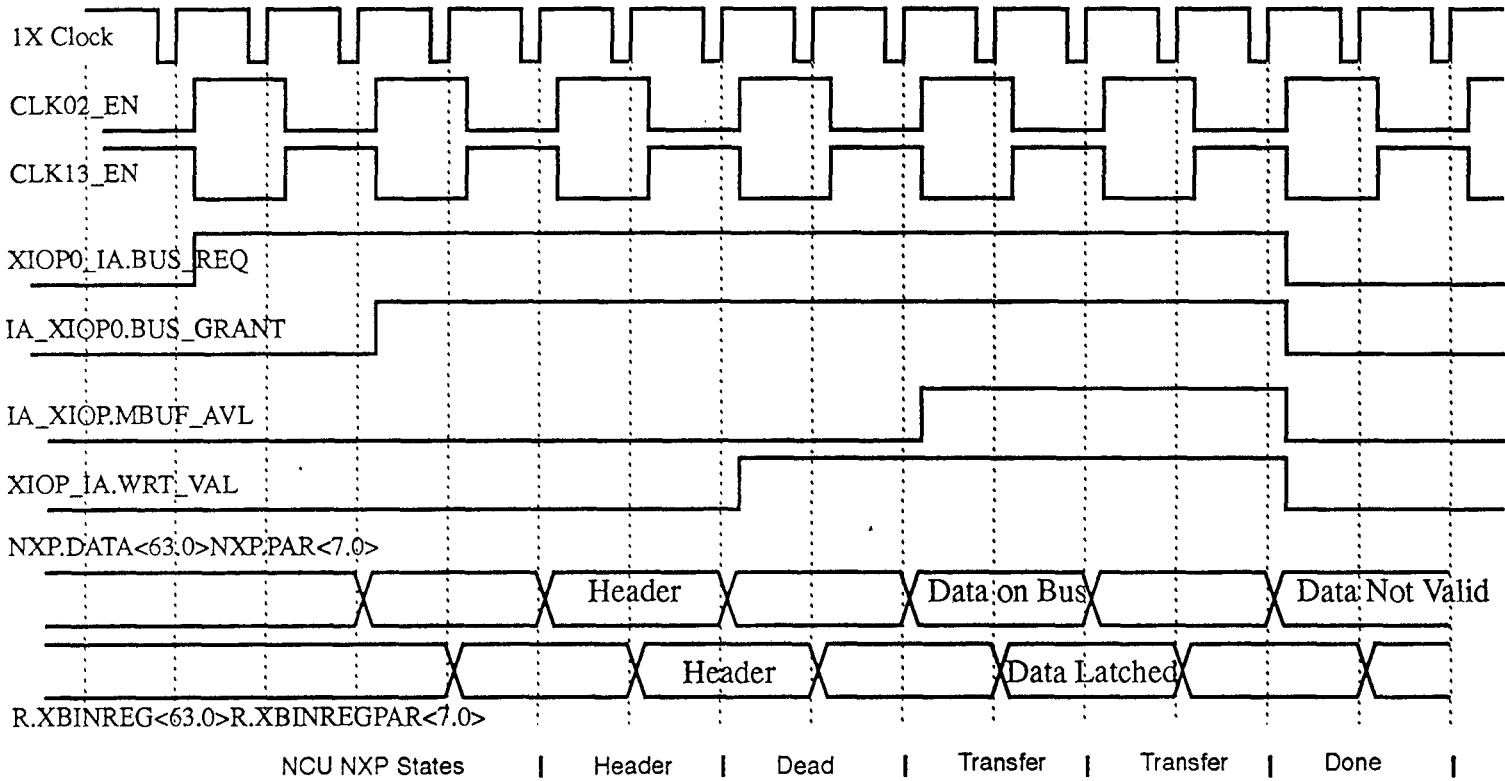 1X Clock
CLK02_EN
CLK13_EN
XIOP0_IA.BUS_REQ
IA_XIOP0.BUS_GRANT
IA_XIOP.MBUF_AVL
XIOP_IA.WRT_VAL
NXP.DATA<63.0>NXP.PAR<7.0>
Header Data on Bus Data Not Valid
Header Data Latched
R.XBINREG<63.0>R.XBINREGPAR<7.0>
NCU NXP States | Header | Dead | Transfer | Transfer | Done |